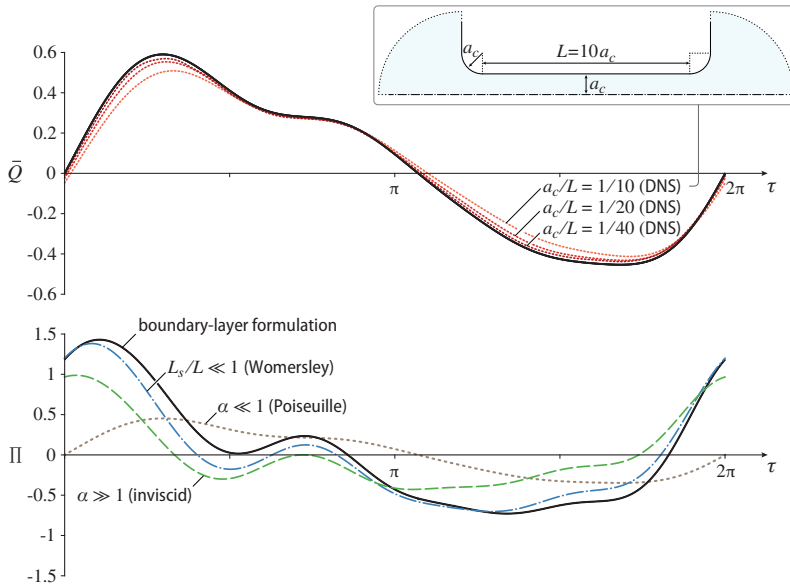 0.6
0.4
0.2
Q̄
0
-0.2
-0.4
-0.6
π
2π
τ
a_c
L=10a_c
a_c
a_c/L = 1/10 (DNS)
a_c/L = 1/20 (DNS)
a_c/L = 1/40 (DNS)
1.5
1
0.5
Π
0
-0.5
-1
-1.5
boundary-layer formulation
L_s/L ≪ 1 (Womersley)
α ≪ 1 (Poiseuille)
α ≫ 1 (inviscid)
π
2π
τ